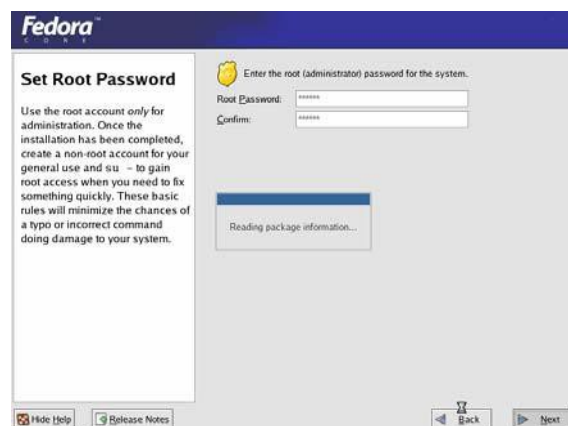 Fedora™
CORE
Set Root Password
Use the root account only for
administration. Once the
installation has been completed,
create a non-root account for your
general use and su - to gain
root access when you need to fix
something quickly. These basic
rules will minimize the chances of
a typo or incorrect command
doing damage to your system.
Enter the root (administrator) password for the system.
Root Password: ******
Confirm: ******
Reading package information...
Hide Help
Release Notes
Back
Next